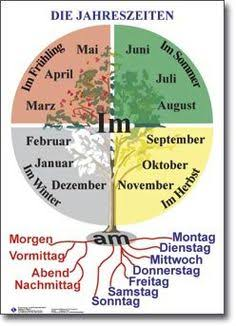 DIE JAHRESZEITEN
Im Frühling
Mai
April
März
Im Sommer
Juni
Juli
August
Im
Februar
Januar
Dezember
Im Winter
September
Oktober
November
Im Herbst
am
Morgen
Vormittag
Abend
Nachmittag
Montag
Dienstag
Mittwoch
Donnerstag
Freitag
Samstag
Sonntag